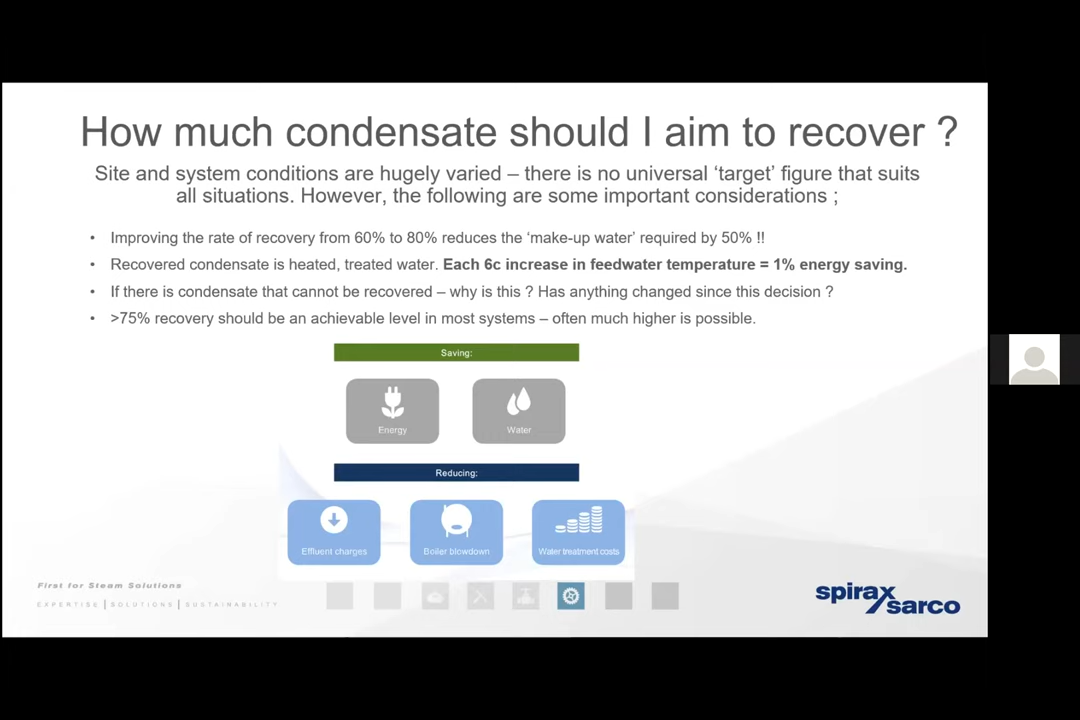 How much condensate should I aim to recover ?
Site and system conditions are hugely varied – there is no universal ‘target’ figure that suits
all situations. However, the following are some important considerations ;
• Improving the rate of recovery from 60% to 80% reduces the ‘make-up water’ required by 50% !!
• Recovered condensate is heated, treated water. Each 6c increase in feedwater temperature = 1% energy saving.
• If there is condensate that cannot be recovered – why is this ? Has anything changed since this decision ?
• >75% recovery should be an achievable level in most systems – often much higher is possible.
Saving:
Energy
Water
Reducing:
Effluent charges
Boiler blowdown
Water treatment costs
First for Steam Solutions
EXPERTISE | SOLUTIONS | SUSTAINABILITY
spirax
sarco